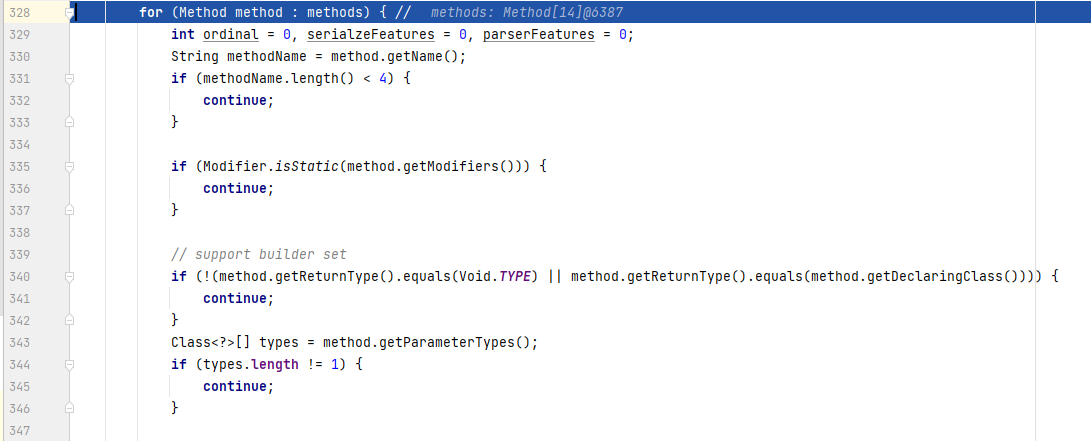 328 for (Method method : methods) { // methods: Method[14]@6387
329 int ordinal = 0, serialzeFeatures = 0, parserFeatures = 0;
330 String methodName = method.getName();
331 if (methodName.length() < 4) {
332 continue;
333 }
334
335 if (Modifier.isStatic(method.getModifiers())) {
336 continue;
337 }
338
339 // support builder set
340 if (!(method.getReturnType().equals(Void.TYPE) || method.getReturnType().equals(method.getDeclaringClass()))) {
341 continue;
342 }
343 Class<?>[] types = method.getParameterTypes();
344 if (types.length != 1) {
345 continue;
346 }
347